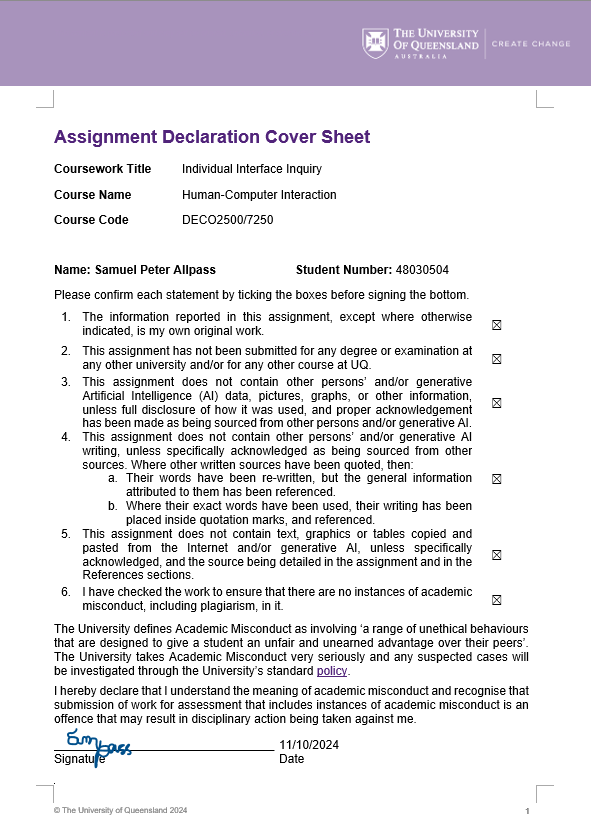 THE UNIVERSITY
OF QUEENSLAND
AUSTRALIA
CREATE CHANGE
Assignment Declaration Cover Sheet
Coursework Title Individual Interface Inquiry
Course Name Human-Computer Interaction
Course Code DECO2500/7250
Name: Samuel Peter Allpass Student Number: 48030504
Please confirm each statement by ticking the boxes before signing the bottom.
1. The information reported in this assignment, except where otherwise
indicated, is my own original work. ☒
2. This assignment has not been submitted for any degree or examination at
any other university and/or for any other course at UQ. ☒
3. This assignment does not contain other persons' and/or generative
Artificial Intelligence (AI) data, pictures, graphs, or other information,
unless full disclosure of how it was used, and proper acknowledgement
has been made as being sourced from other persons and/or generative AI. ☒
4. This assignment does not contain other persons' and/or generative AI
writing, unless specifically acknowledged as being sourced from other
sources. Where other written sources have been quoted, then:
a. Their words have been re-written, but the general information
attributed to them has been referenced. ☒
b. Where their exact words have been used, their writing has been
placed inside quotation marks, and referenced.
5. This assignment does not contain text, graphics or tables copied and
pasted from the Internet and/or generative AI, unless specifically
acknowledged, and the source being detailed in the assignment and in the
References sections. ☒
6. I have checked the work to ensure that there are no instances of academic
misconduct, including plagiarism, in it. ☒
The University defines Academic Misconduct as involving 'a range of unethical behaviours
that are designed to give a student an unfair and unearned advantage over their peers'.
The University takes Academic Misconduct very seriously and any suspected cases will
be investigated through the University's standard policy.
I hereby declare that I understand the meaning of academic misconduct and recognise that
submission of work for assessment that includes instances of academic misconduct is an
offence that may result in disciplinary action being taken against me.
11/10/2024
Signature Date
.
© The University of Queensland 2024 1